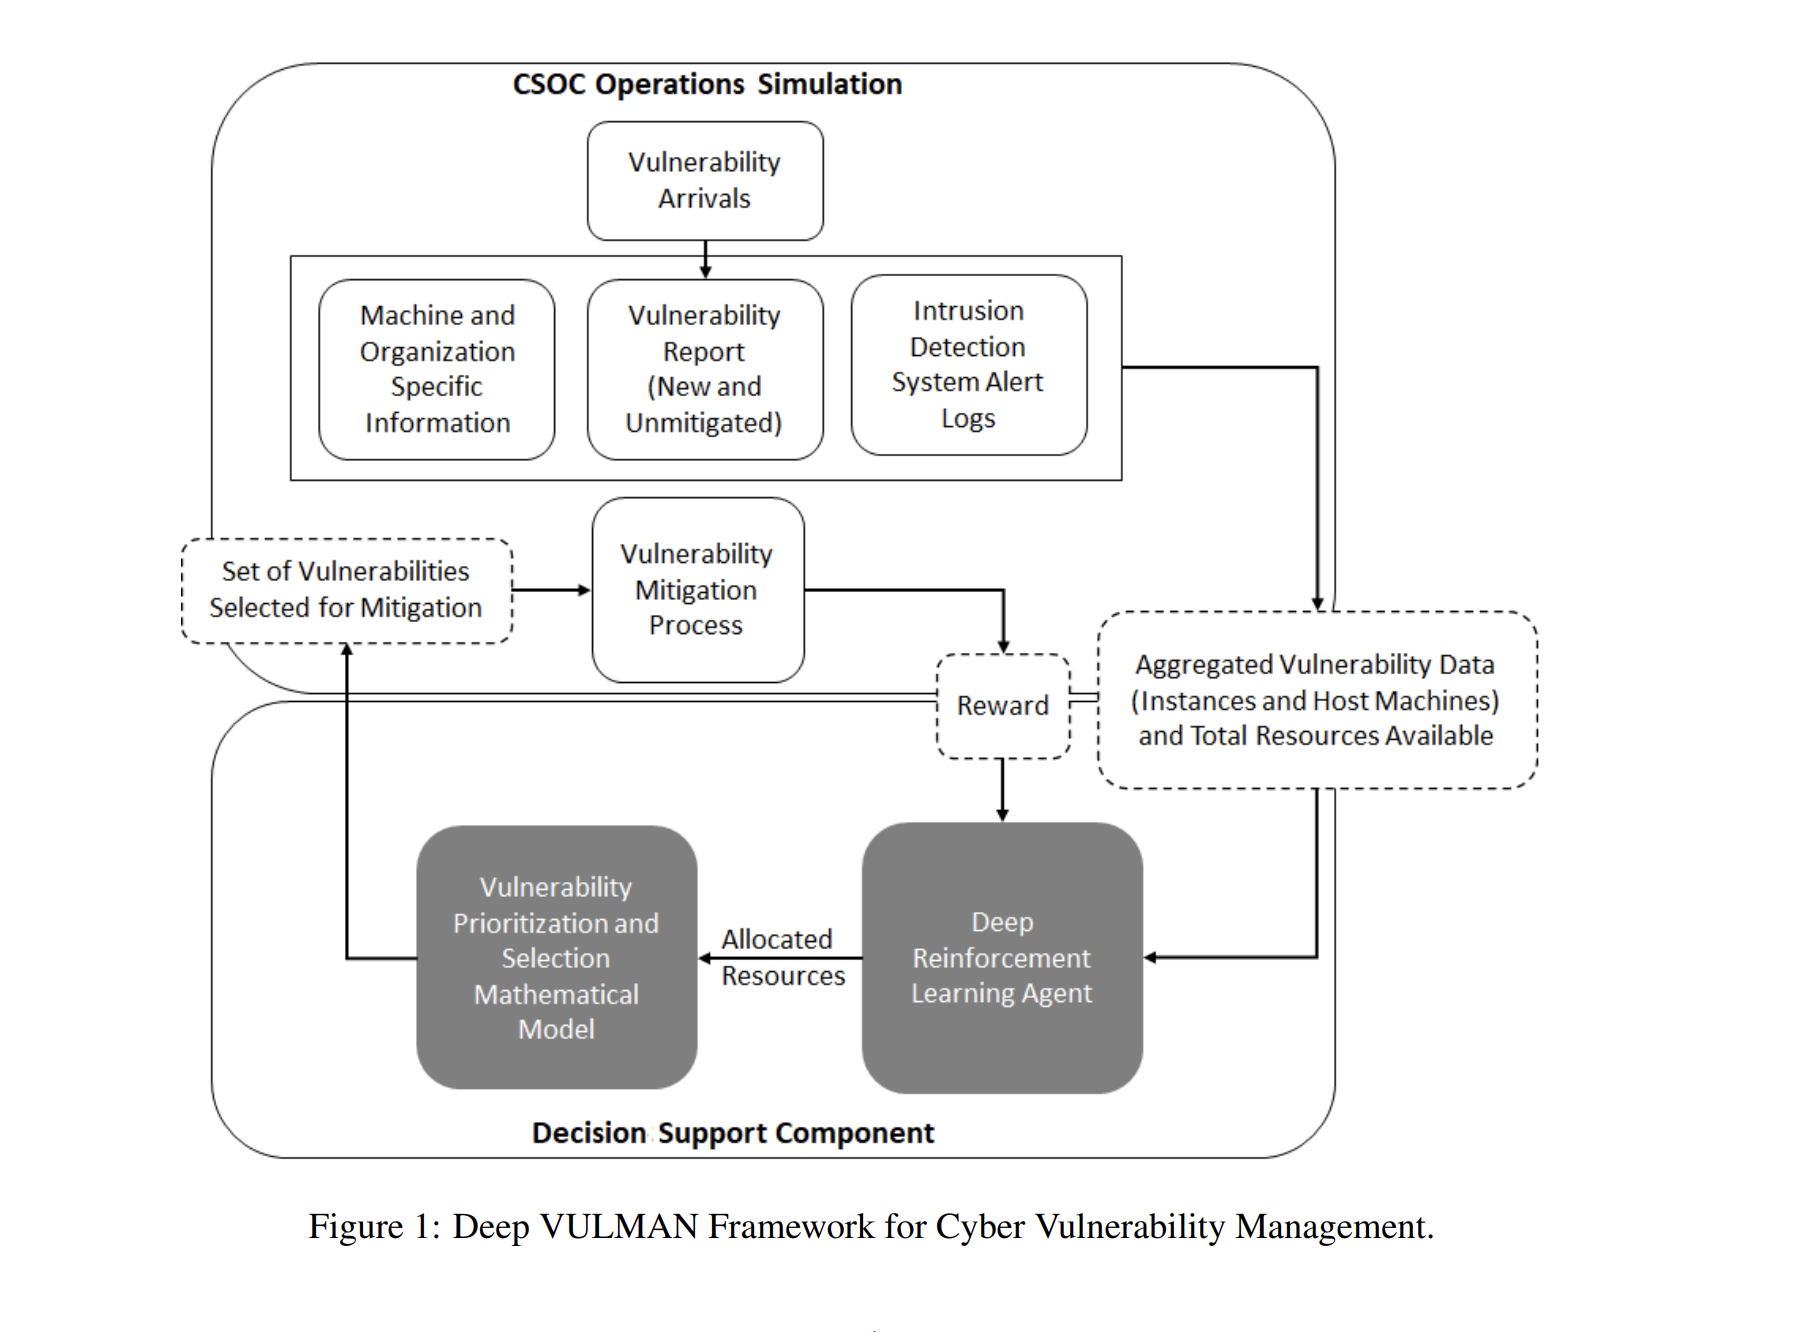 CSOC Operations Simulation
Vulnerability
Arrivals
Machine and
Organization
Specific
Information
Vulnerability
Report
(New and
Unmitigated)
Intrusion
Detection
System Alert
Logs
Set of Vulnerabilities
Selected for Mitigation
Vulnerability
Mitigation
Process
Reward
Aggregated Vulnerability Data
(Instances and Host Machines)
and Total Resources Available
Vulnerability
Prioritization and
Selection
Mathematical
Model
Allocated
Resources
Deep
Reinforcement
Learning Agent
Decision Support Component
Figure 1: Deep VULMAN Framework for Cyber Vulnerability Management.